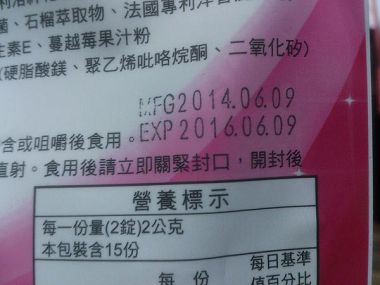 菌、石榴萃取物、法國專利洋
生素E、蔓越莓果汁粉
(硬脂酸鎂、聚乙烯吡咯烷酮、二氧化矽)
MFG2014.06.09
含或咀嚼後食用。EXP 2016.06.09
直射。食用後請立即關緊封口，開封後
營養標示
每一份量(2錠)2公克
本包裝含15份
每日基準
每 份 值百分比